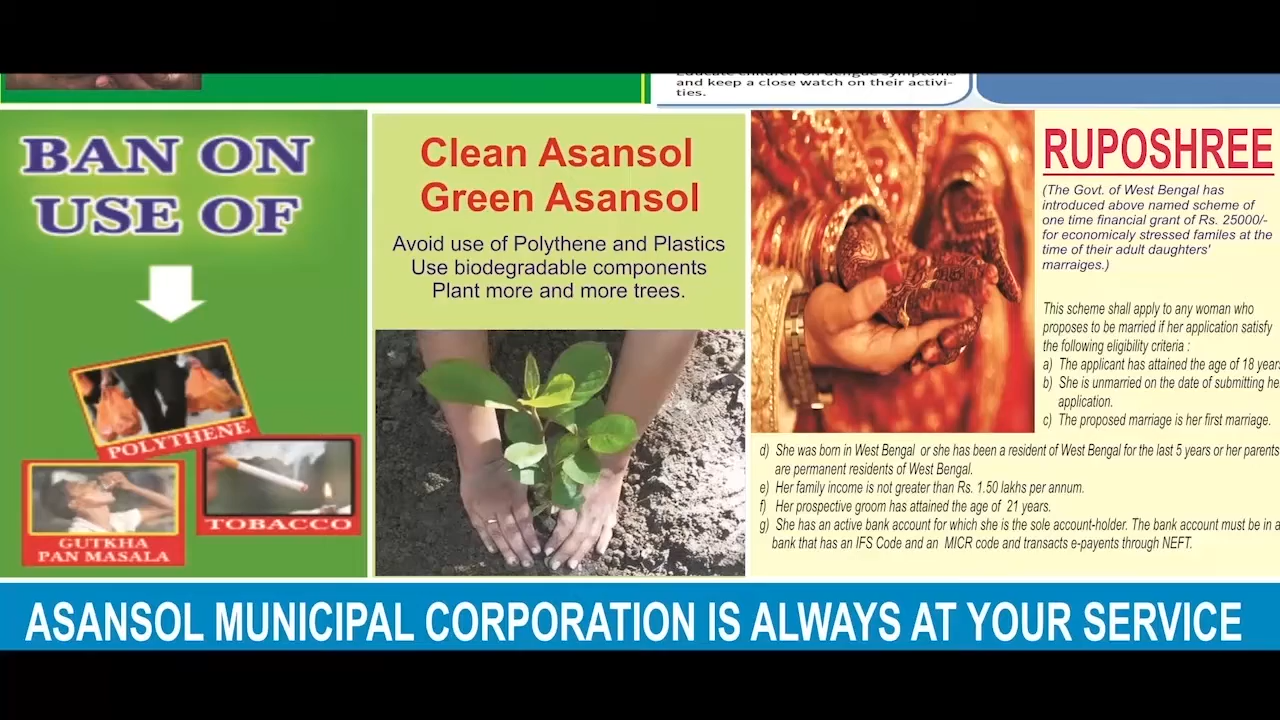 Educate children on dengue symptoms
and keep a close watch on their activi-
ties.
BAN ON
USE OF
POLYTHENE
TOBACCO
GUTKHA
PAN MASALA
Clean Asansol
Green Asansol
Avoid use of Polythene and Plastics
Use biodegradable components
Plant more and more trees.
RUPOSHREE
(The Govt. of West Bengal has
introduced above named scheme of
one time financial grant of Rs. 25000/-
for economicaly stressed familes at the
time of their adult daughters'
marraiges.)
This scheme shall apply to any woman who
proposes to be married if her application satisfy
the following eligibility criteria :
a) The applicant has attained the age of 18 years
b) She is unmarried on the date of submitting he
application.
c) The proposed marriage is her first marriage.
d) She was born in West Bengal or she has been a resident of West Bengal for the last 5 years or her parents
are permanent residents of West Bengal.
e) Her family income is not greater than Rs. 1.50 lakhs per annum.
f) Her prospective groom has attained the age of 21 years.
g) She has an active bank account for which she is the sole account-holder. The bank account must be in a
bank that has an IFS Code and an MICR code and transacts e-payents through NEFT.
ASANSOL MUNICIPAL CORPORATION IS ALWAYS AT YOUR SERVICE